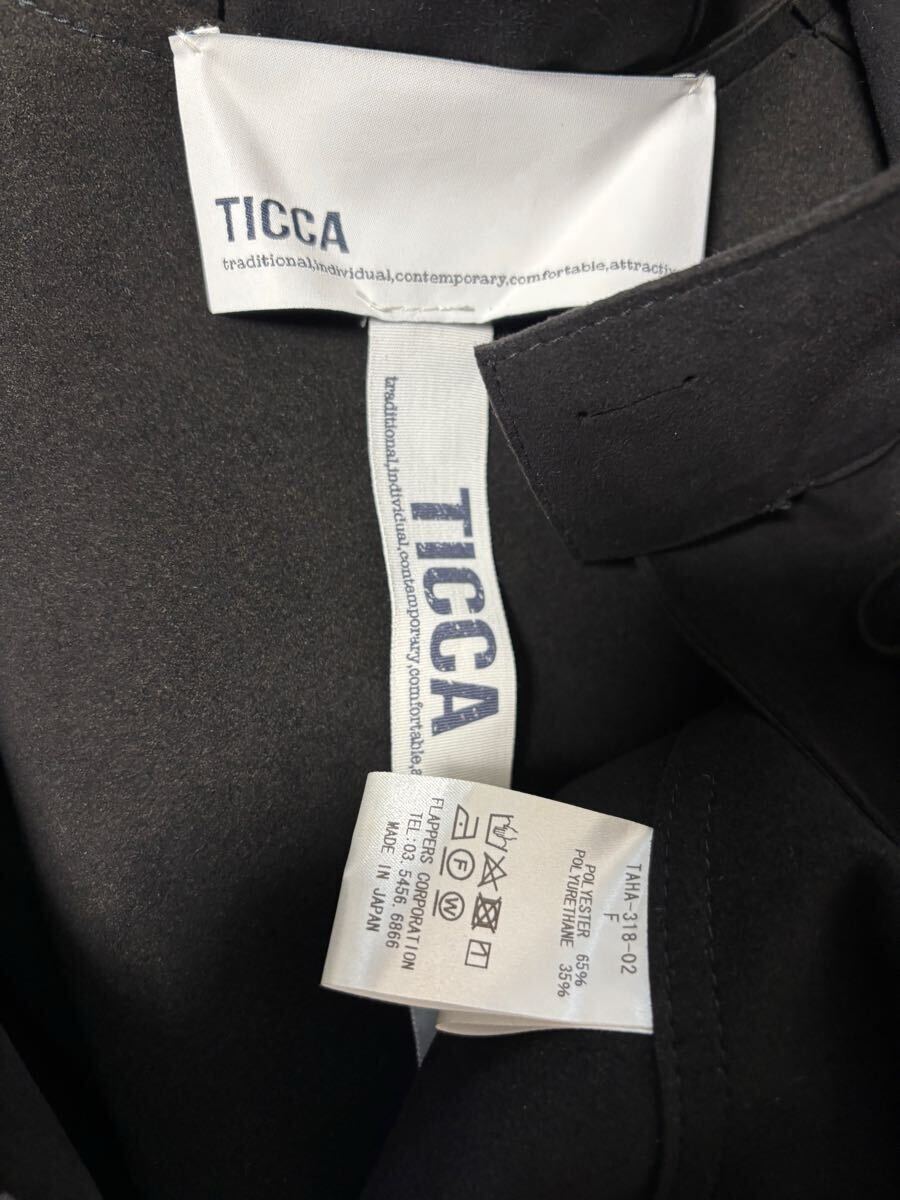 TICCA
traditional,individual,contemporary,comfortable,attractiv
TICCA
traditional,individual,contemporary,comfortable,a
TAHA-318-02
F
POLYESTER 65%
POLYURETHANE 35%
F W
FLAPPERS CORPORATION
TEL:03.5456.6866
MADE IN JAPAN